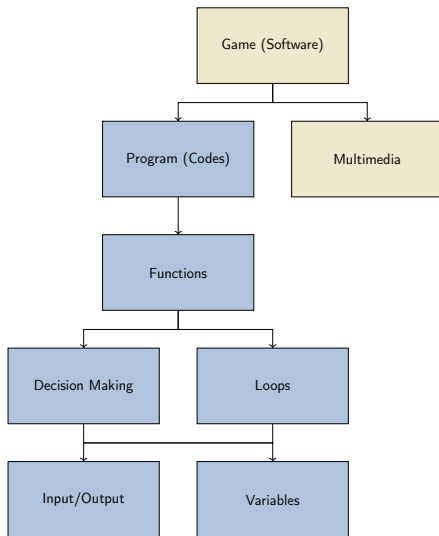 Game (Software)
Program (Codes)
Multimedia
Functions
Decision Making
Loops
Input/Output
Variables